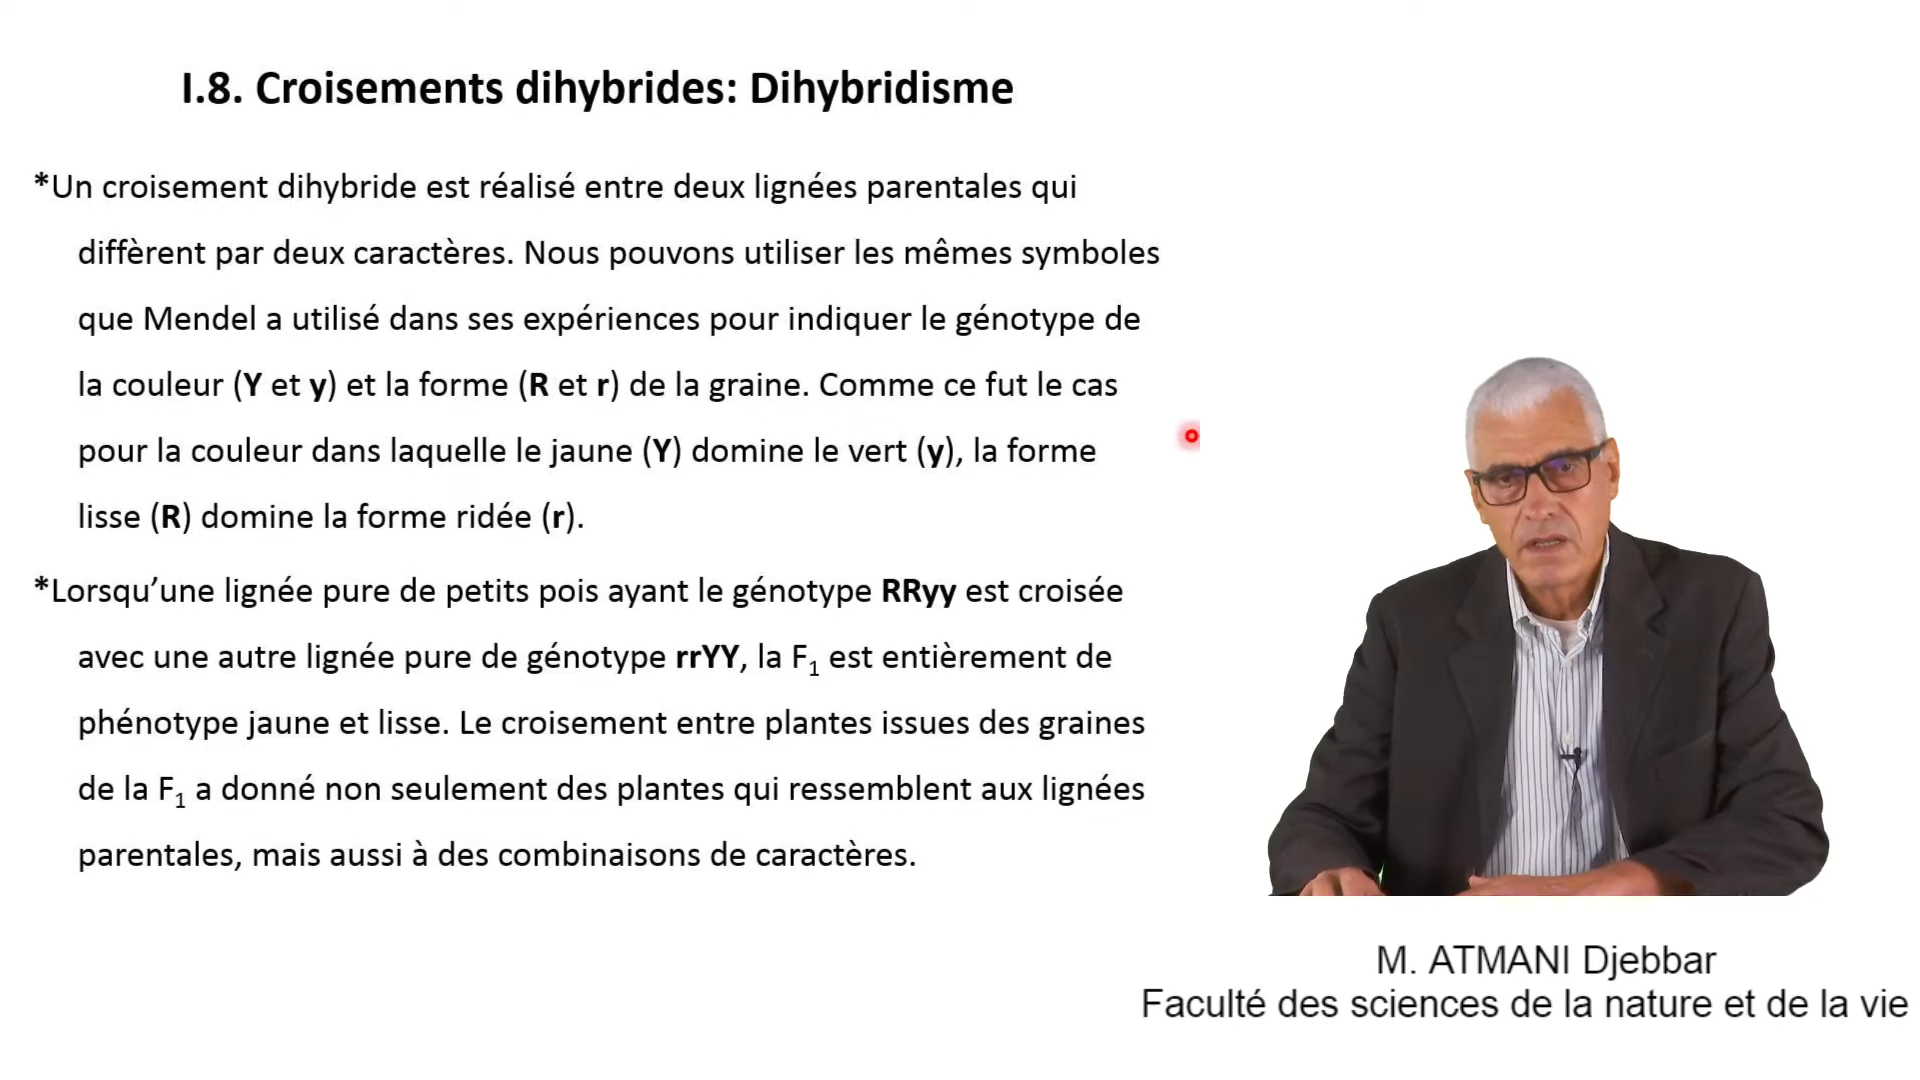 I.8. Croisements dihybrides: Dihybridisme
*Un croisement dihybride est réalisé entre deux lignées parentales qui
diffèrent par deux caractères. Nous pouvons utiliser les mêmes symboles
que Mendel a utilisé dans ses expériences pour indiquer le génotype de
la couleur (Y et y) et la forme (R et r) de la graine. Comme ce fut le cas
pour la couleur dans laquelle le jaune (Y) domine le vert (y), la forme
lisse (R) domine la forme ridée (r).
*Lorsqu’une lignée pure de petits pois ayant le génotype RRyy est croisée
avec une autre lignée pure de génotype rrYY, la F1 est entièrement de
phénotype jaune et lisse. Le croisement entre plantes issues des graines
de la F1 a donné non seulement des plantes qui ressemblent aux lignées
parentales, mais aussi à des combinaisons de caractères.
M. ATMANI Djebbar
Faculté des sciences de la nature et de la vie